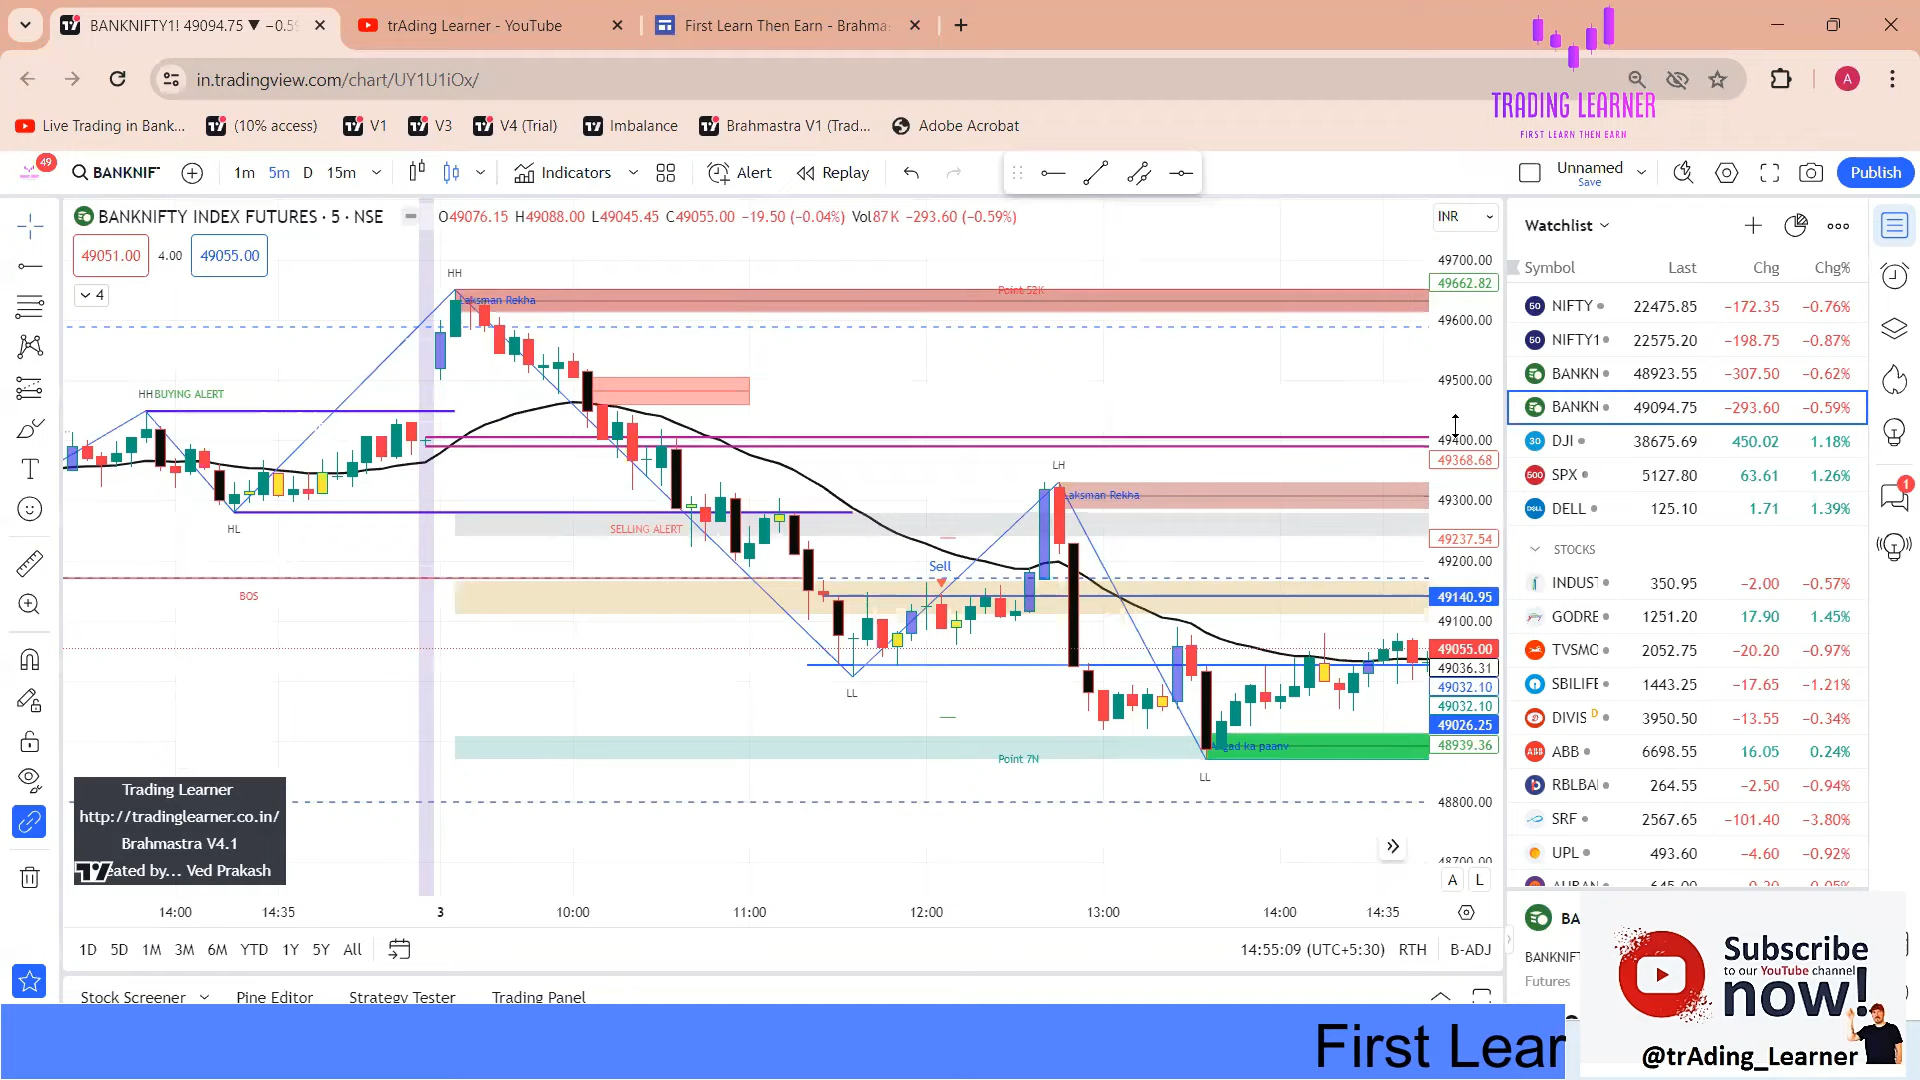 BANKNIFTY1! 49094.75 ▼ −0.59
trAding Learner - YouTube
First Learn Then Earn - Brahma
in.tradingview.com/chart/UY1U1iOx/
A
Live Trading in Bank...
(10% access)
V1
V3
V4 (Trial)
Imbalance
Brahmastra V1 (Trad...
Adobe Acrobat
TRADING LEARNER
FIRST LEARN THEN EARN
49
BANKNIF
1m
5m
D
15m
Indicators
Alert
Replay
Unnamed
Save
Publish
BANKNIFTY INDEX FUTURES · 5 · NSE
O49076.15 H49088.00 L49045.45 C49055.00 −19.50 (−0.04%) Vol87K −293.60 (−0.59%)
49051.00
4.00
49055.00
4
INR
HH
Laksman Rekha
Point 52K
HH
BUYING ALERT
HL
SELLING ALERT
BOS
Sell
LH
Laksman Rekha
LL
Point 7N
LL
49700.00
49662.82
49600.00
49500.00
49400.00
49368.68
49300.00
49237.54
49200.00
49140.95
49100.00
49055.00
49036.31
49032.10
49032.10
49026.25
48939.36
48800.00
48700.00
A
L
Trading Learner
http://tradinglearner.co.in/
Brahmastra V4.1
eated by... Ved Prakash
14:00
14:35
3
10:00
11:00
12:00
13:00
14:00
14:35
1D
5D
1M
3M
6M
YTD
1Y
5Y
All
14:55:09 (UTC+5:30)
RTH
B-ADJ
Stock Screener
Pine Editor
Strategy Tester
Trading Panel
Watchlist
Symbol Last Chg Chg%
NIFTY 22475.85 −172.35 −0.76%
NIFTY1 22575.20 −198.75 −0.87%
BANKN 48923.55 −307.50 −0.62%
BANKN 49094.75 −293.60 −0.59%
DJI 38675.69 450.02 1.18%
SPX 5127.80 63.61 1.26%
DELL 125.10 1.71 1.39%
STOCKS
INDUS 350.95 −2.00 −0.57%
GODRE 1251.20 17.90 1.45%
TVSMO 2052.75 −20.20 −0.97%
SBILIFE 1443.25 −17.65 −1.21%
DIVIS D 3950.50 −13.55 −0.34%
ABB 6698.55 16.05 0.24%
RBLBA 264.55 −2.50 −0.94%
SRF 2567.65 −101.40 −3.80%
UPL 493.60 −4.60 −0.92%
1
BA
BANKNIFT
Futures
Subscribe
to our YouTube channel
now!
@trAding_Learner
First Lear